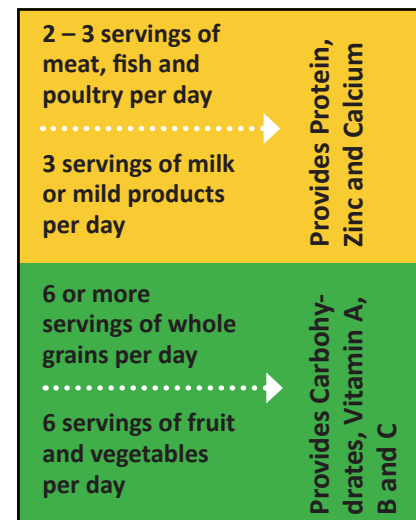 2 – 3 servings of
meat, fish and
poultry per day
3 servings of milk
or mild products
per day
Provides Protein,
Zinc and Calcium
6 or more
servings of whole
grains per day
6 servings of fruit
and vegetables
per day
Provides Carbohy-
drates, Vitamin A,
B and C